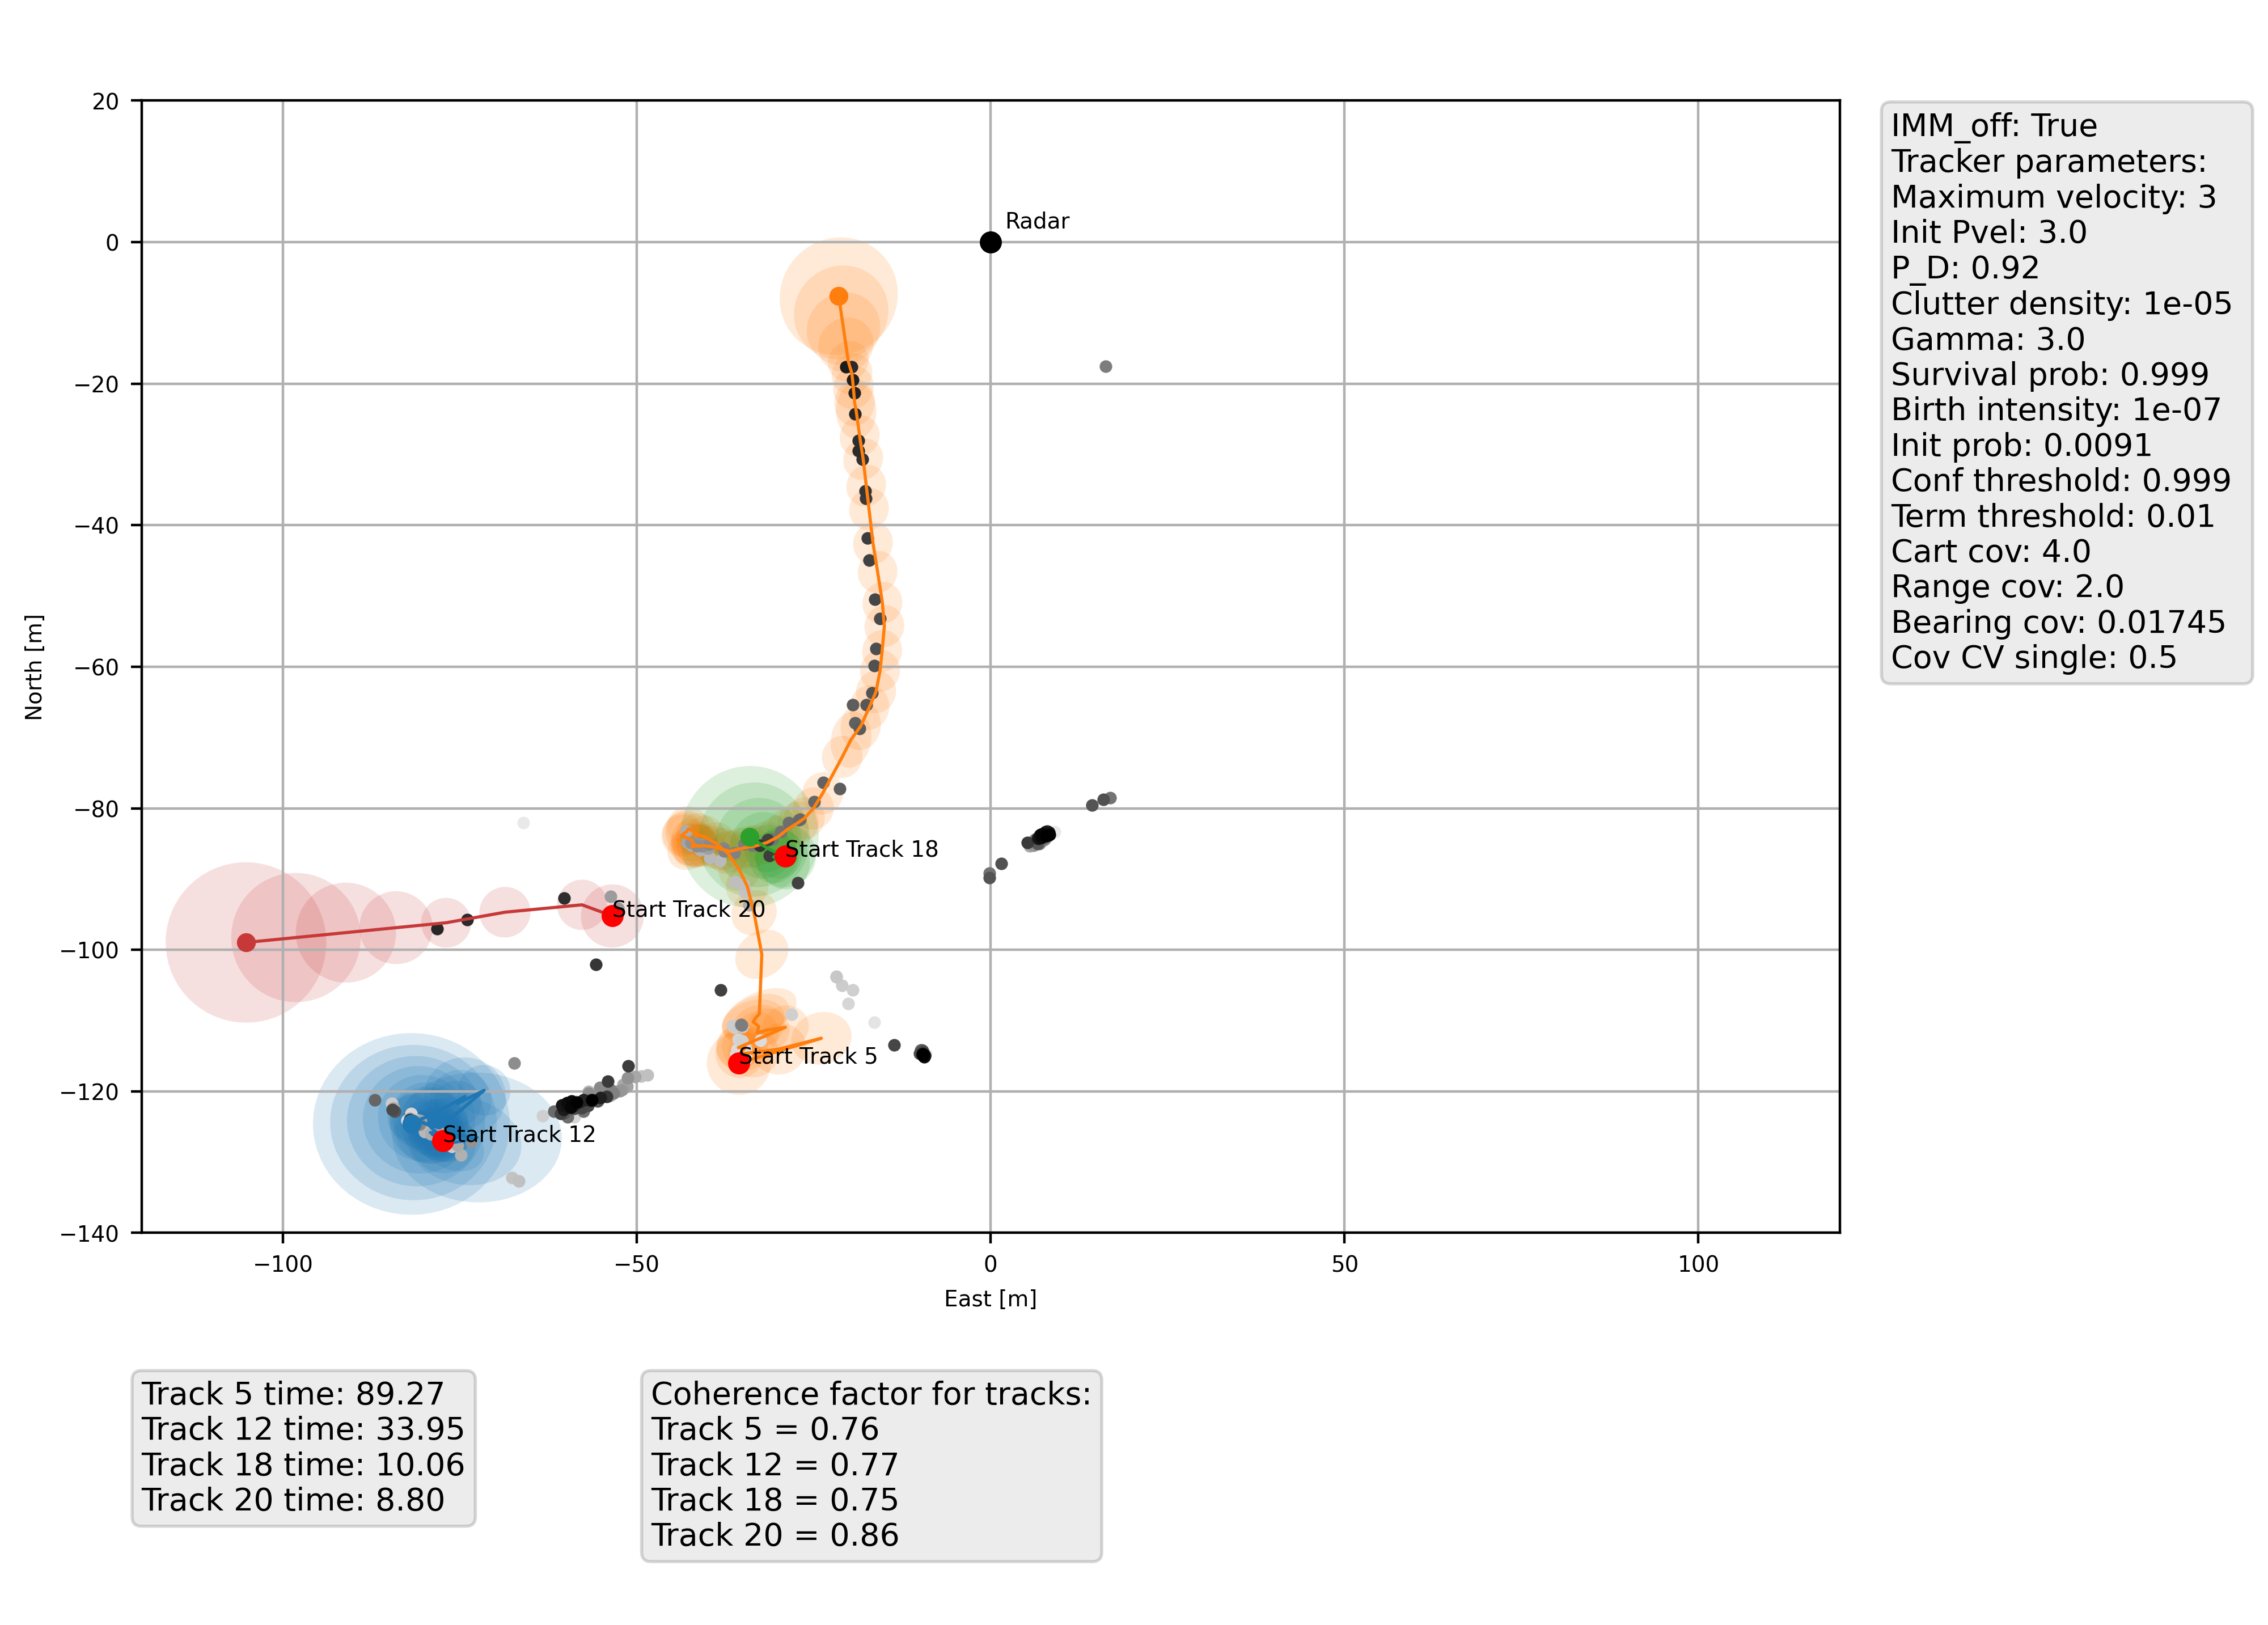 20
0
−20
−40
−60
−80
−100
−120
−140
North [m]
−100
−50
0
50
100
East [m]
Radar
Start Track 18
Start Track 20
Start Track 5
Start Track 12
IMM_off: True
Tracker parameters:
Maximum velocity: 3
Init Pvel: 3.0
P_D: 0.92
Clutter density: 1e-05
Gamma: 3.0
Survival prob: 0.999
Birth intensity: 1e-07
Init prob: 0.0091
Conf threshold: 0.999
Term threshold: 0.01
Cart cov: 4.0
Range cov: 2.0
Bearing cov: 0.01745
Cov CV single: 0.5
Track 5 time: 89.27
Track 12 time: 33.95
Track 18 time: 10.06
Track 20 time: 8.80
Coherence factor for tracks:
Track 5 = 0.76
Track 12 = 0.77
Track 18 = 0.75
Track 20 = 0.86